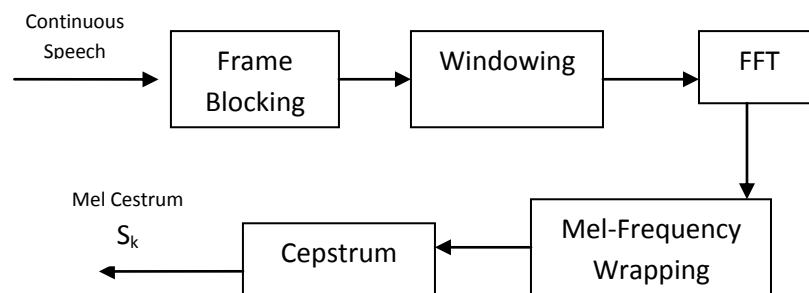 Continuous
Speech
Frame
Blocking
Windowing
FFT
Mel-Frequency
Wrapping
Cepstrum
Mel Cestrum
Sₖ